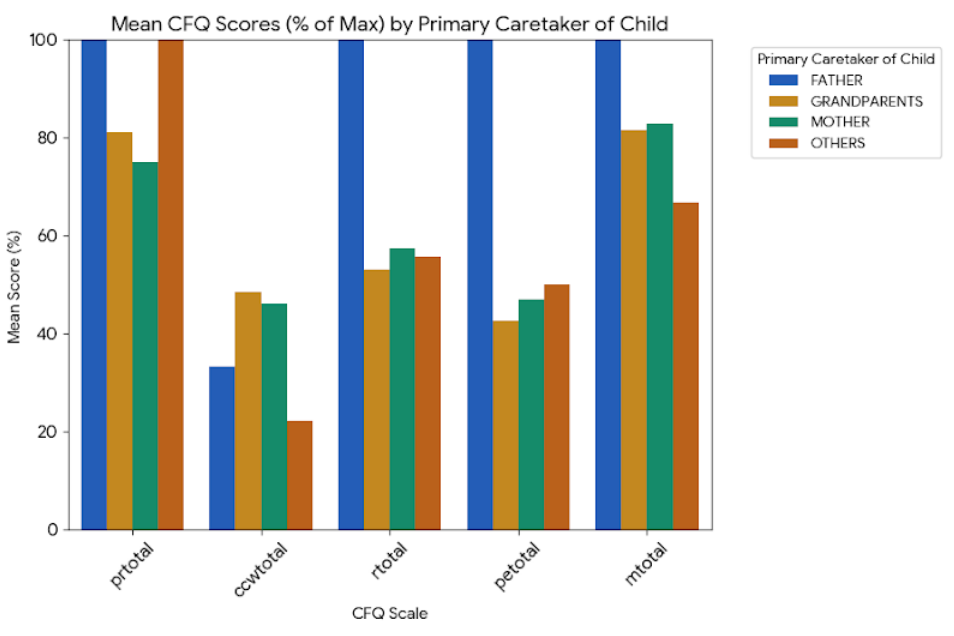 Mean CFQ Scores (% of Max) by Primary Caretaker of Child
100
80
60
40
20
0
Mean Score (%)
prtotal
ccwtotal
rtotal
petotal
mtotal
CFQ Scale
Primary Caretaker of Child
FATHER
GRANDPARENTS
MOTHER
OTHERS